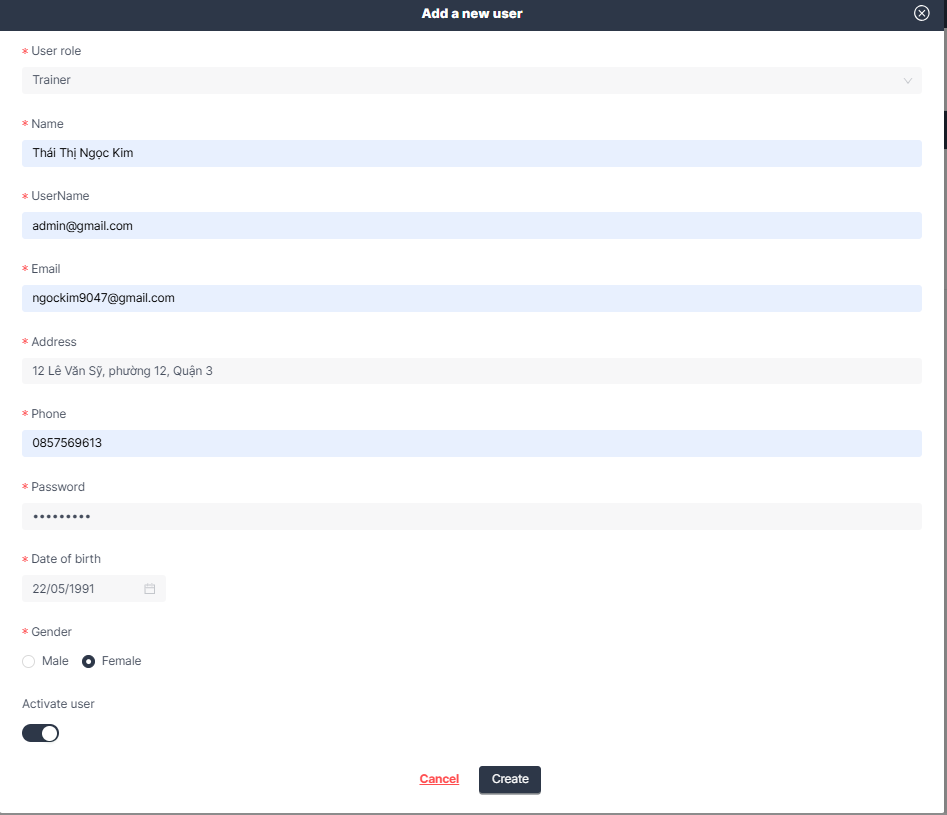 Add a new user
* User role
Trainer
* Name
Thái Thị Ngọc Kim
* UserName
admin@gmail.com
* Email
ngockim9047@gmail.com
* Address
12 Lê Văn Sỹ, phường 12, Quận 3
* Phone
0857569613
* Password
•••••••••
* Date of birth
22/05/1991
* Gender
Male Female
Activate user
Cancel Create